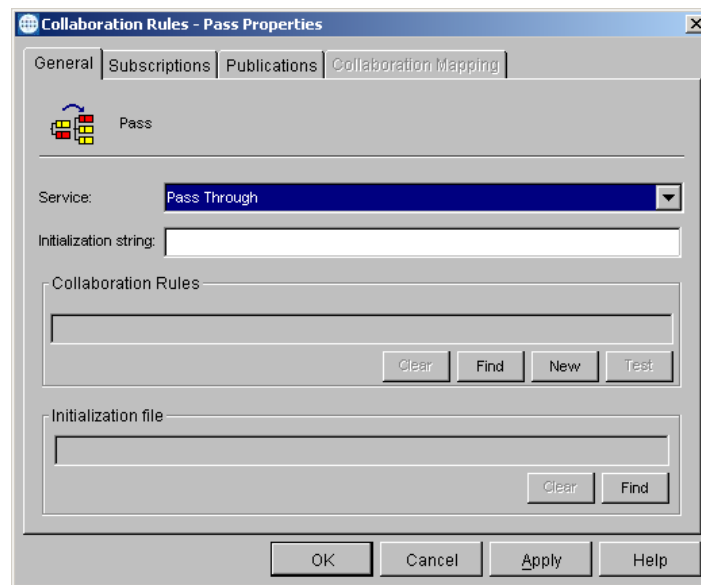 Collaboration Rules - Pass Properties
General Subscriptions Publications Collaboration Mapping
Pass
Service: Pass Through
Initialization string:
Collaboration Rules
Clear Find New Test
Initialization file
Clear Find
OK Cancel Apply Help